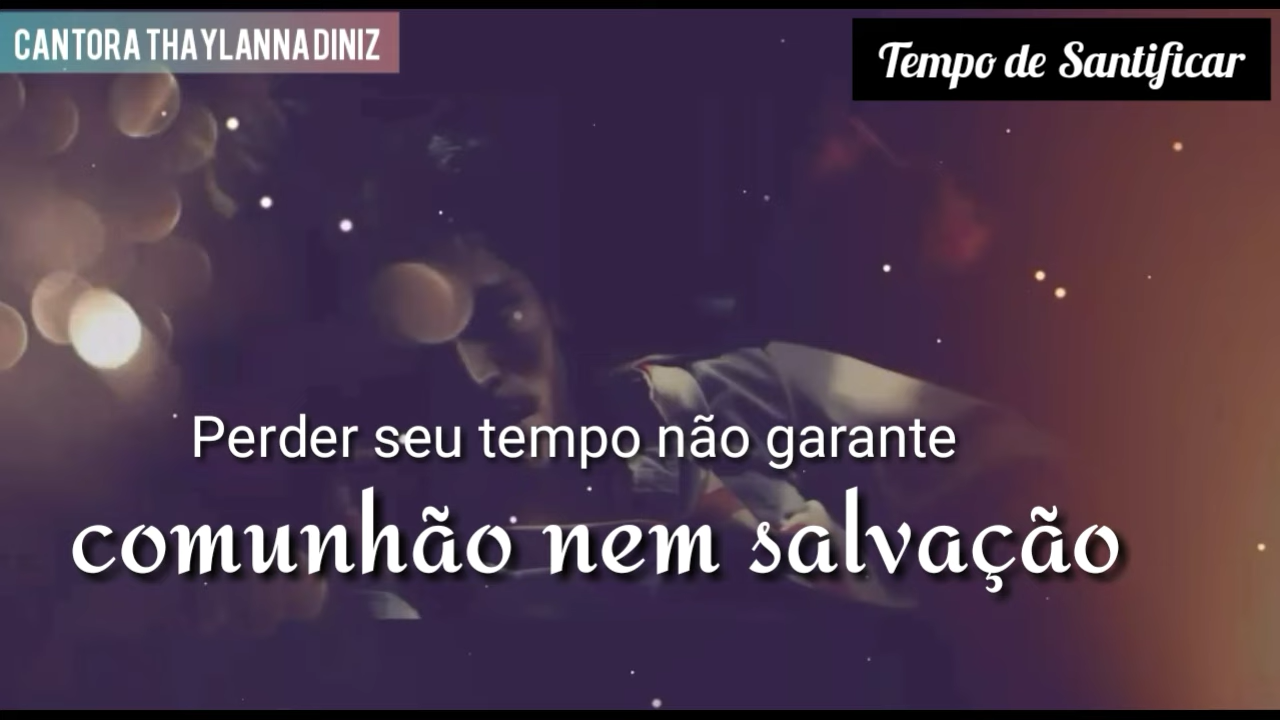 CANTORA THAYLANNA DINIZ
Tempo de Santificar
Perder seu tempo não garante
comunhão nem salvação